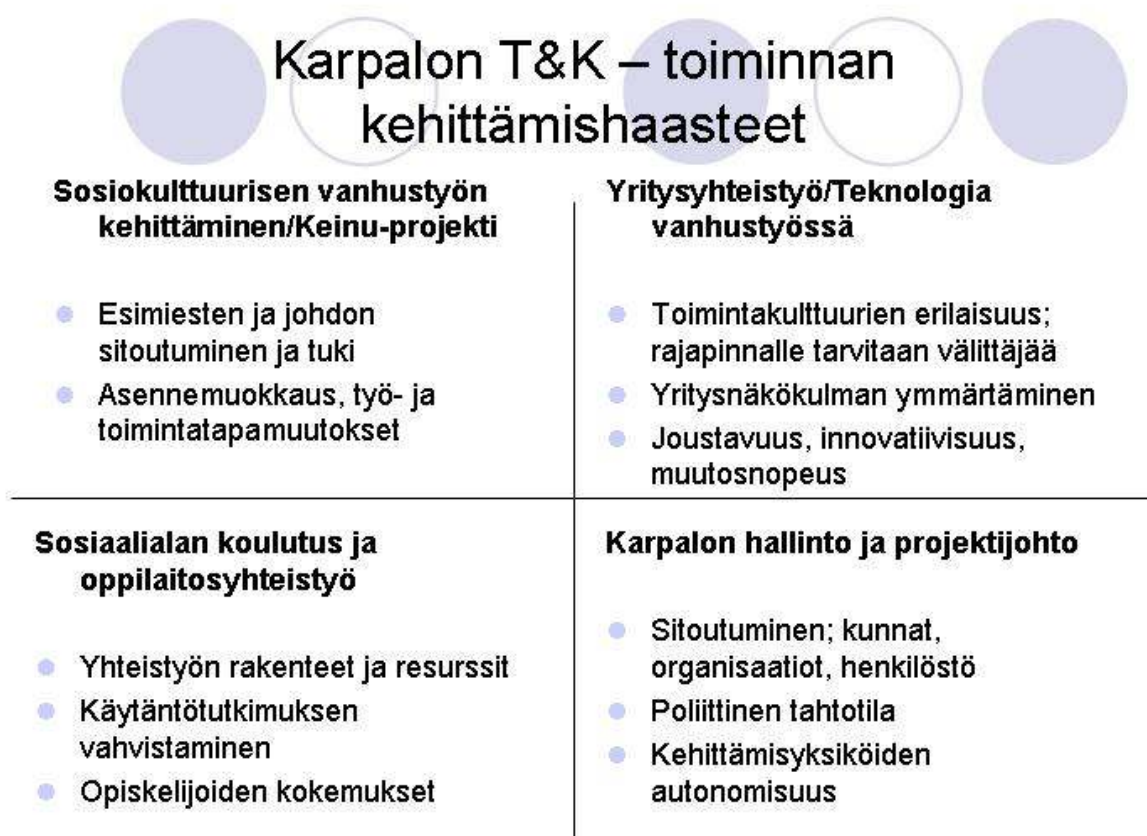 Karpalon T&K – toiminnan
kehittämishaasteet
Sosiokulttuurisen vanhustyön
kehittäminen/Keinu-projekti
Esimiesten ja johdon
sitoutuminen ja tuki
Asennemuokkaus, työ- ja
toimintatapamuutokset
Yritysyhteistyö/Teknologia
vanhustyössä
Toimintakulttuurien erilaisuus;
rajapinnalle tarvitaan välittäjää
Yritysnäkökulman ymmärtäminen
Joustavuus, innovatiivisuus,
muutosnopeus
Sosiaalialan koulutus ja
oppilaitosyhteistyö
Yhteistyön rakenteet ja resurssit
Käytäntötutkimuksen
vahvistaminen
Opiskelijoiden kokemukset
Karpalon hallinto ja projektijohto
Sitoutuminen; kunnat,
organisaatiot, henkilöstö
Poliittinen tahtotila
Kehittämisyksiköiden
autonomisuus